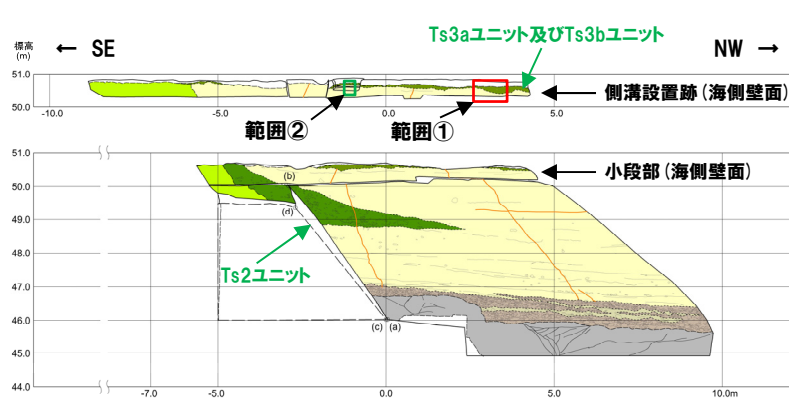 Ts3aユニット及びTs3bユニット
標高
(m)
← SE
NW →
51.0
50.0
側溝設置跡(海側壁面)
-10.0
0.0
5.0
範囲②
範囲①
51.0
小段部(海側壁面)
(b)
50.0
(d)
49.0
48.0
Ts2ユニット
47.0
46.0
(c)
(a)
45.0
44.0
-7.0
-5.0
0.0
5.0
10.0m